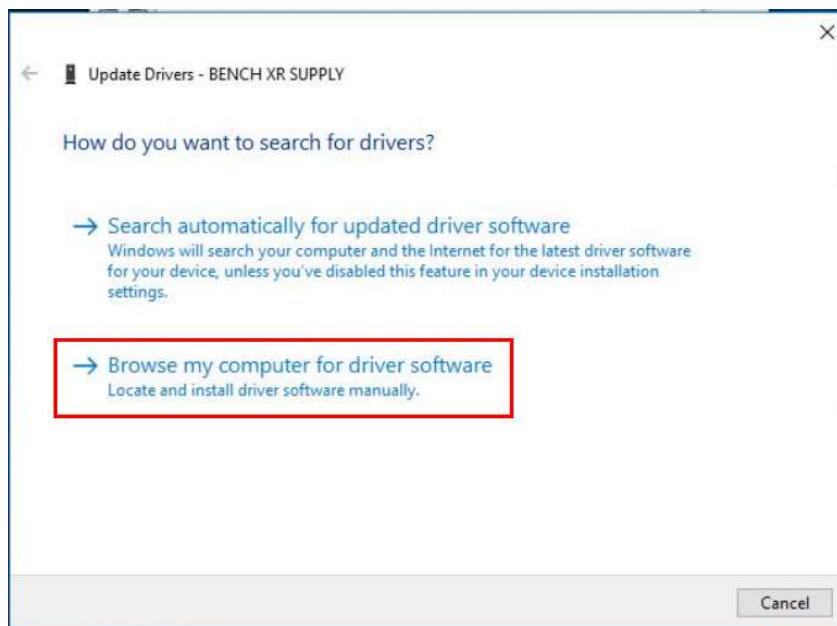 Update Drivers - BENCH XR SUPPLY
How do you want to search for drivers?
Search automatically for updated driver software
Windows will search your computer and the Internet for the latest driver software
for your device, unless you've disabled this feature in your device installation
settings.
Browse my computer for driver software
Locate and install driver software manually.
Cancel